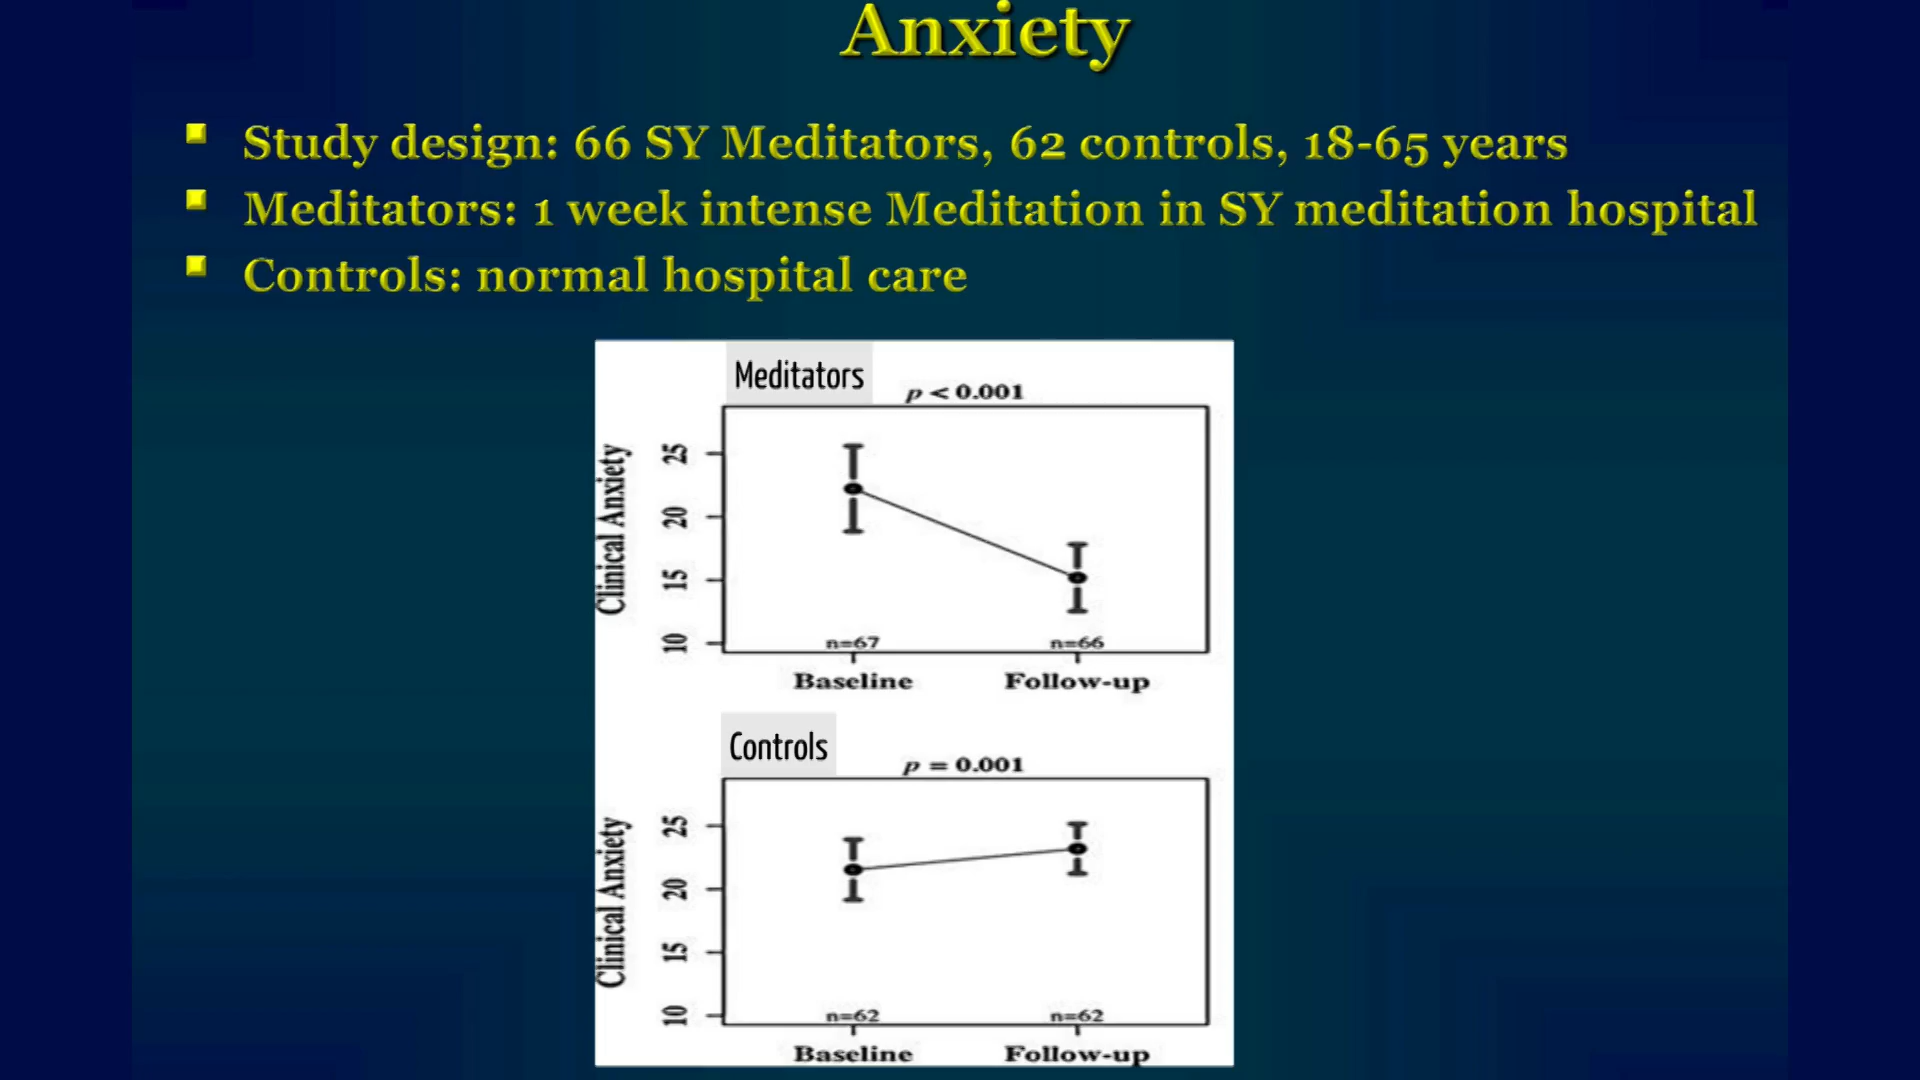 Anxiety
Study design: 66 SY Meditators, 62 controls, 18-65 years
Meditators: 1 week intense Meditation in SY meditation hospital
Controls: normal hospital care
Meditators
p < 0.001
Clinical Anxiety
25
20
15
10
n=67
n=66
Baseline
Follow-up
Controls
p = 0.001
Clinical Anxiety
25
20
15
10
n=62
n=62
Baseline
Follow-up